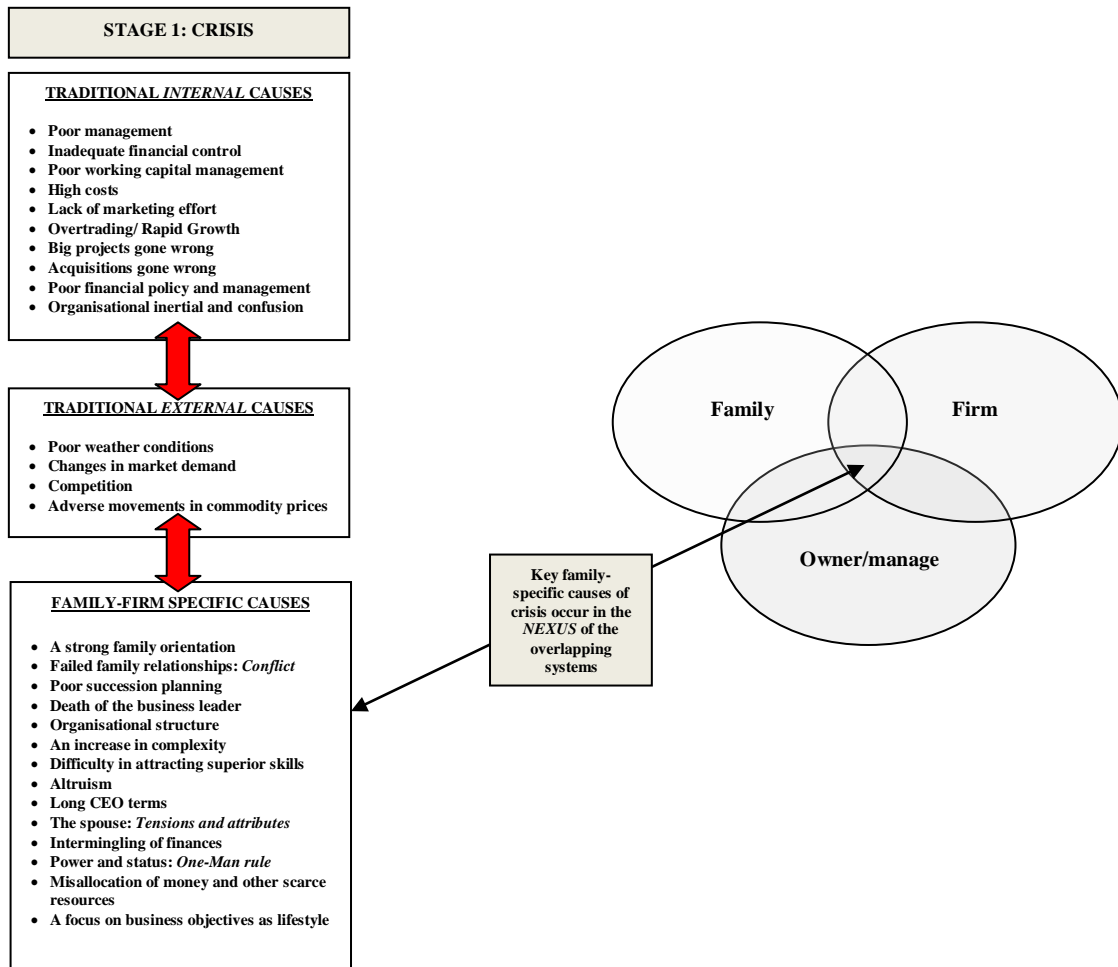 STAGE 1: CRISIS
TRADITIONAL INTERNAL CAUSES
• Poor management
• Inadequate financial control
• Poor working capital management
• High costs
• Lack of marketing effort
• Overtrading/ Rapid Growth
• Big projects gone wrong
• Acquisitions gone wrong
• Poor financial policy and management
• Organisational inertial and confusion
TRADITIONAL EXTERNAL CAUSES
• Poor weather conditions
• Changes in market demand
• Competition
• Adverse movements in commodity prices
FAMILY-FIRM SPECIFIC CAUSES
• A strong family orientation
• Failed family relationships: Conflict
• Poor succession planning
• Death of the business leader
• Organisational structure
• An increase in complexity
• Difficulty in attracting superior skills
• Altruism
• Long CEO terms
• The spouse: Tensions and attributes
• Intermingling of finances
• Power and status: One-Man rule
• Misallocation of money and other scarce
resources
• A focus on business objectives as lifestyle
Key family-
specific causes of
crisis occur in the
NEXUS of the
overlapping
systems
Family
Firm
Owner/manage